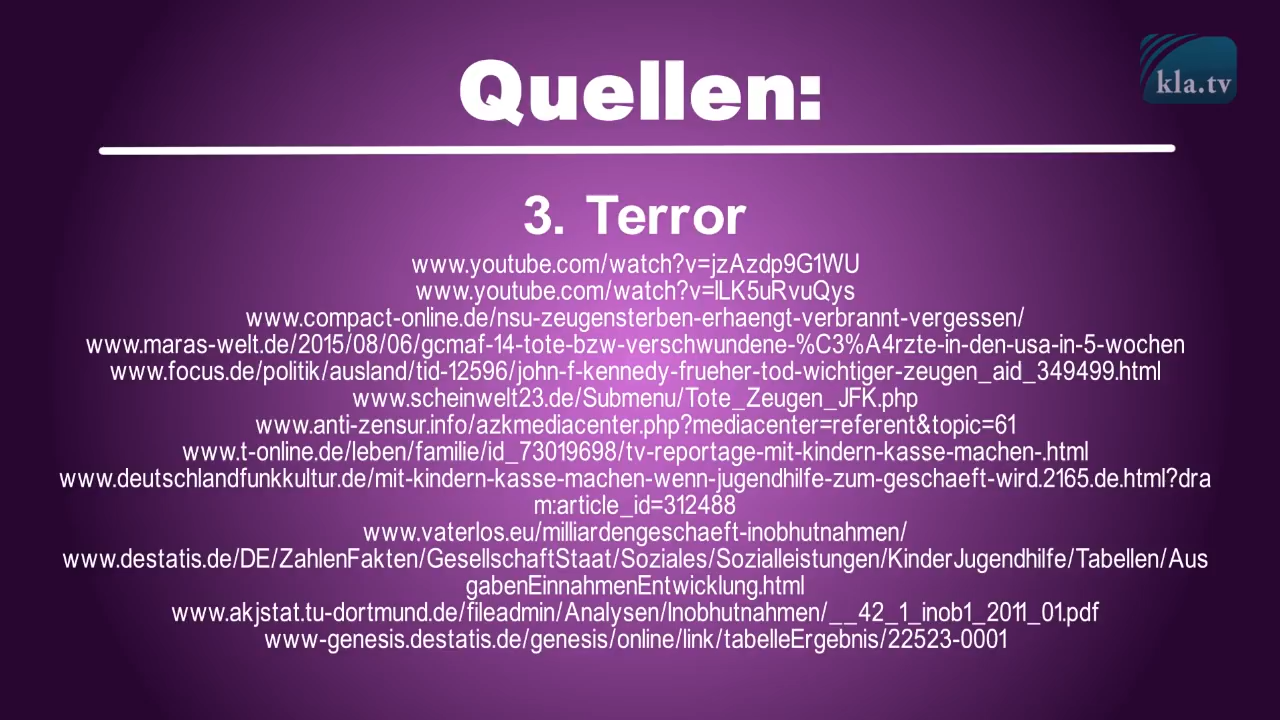 kla.tv
Quellen:
3. Terror
www.youtube.com/watch?v=jzAzdp9G1WU
www.youtube.com/watch?v=lLK5uRvuQys
www.compact-online.de/nsu-zeugensterben-erhaengt-verbrannt-vergessen/
www.maras-welt.de/2015/08/06/gcmaf-14-tote-bzw-verschwundene-%C3%A4rzte-in-den-usa-in-5-wochen
www.focus.de/politik/ausland/tid-12596/john-f-kennedy-frueher-tod-wichtiger-zeugen_aid_349499.html
www.scheinwelt23.de/Submenu/Tote_Zeugen_JFK.php
www.anti-zensur.info/azkmediacenter.php?mediacenter=referent&topic=61
www.t-online.de/leben/familie/id_73019698/tv-reportage-mit-kindern-kasse-machen-.html
www.deutschlandfunkkultur.de/mit-kindern-kasse-machen-wenn-jugendhilfe-zum-geschaeft-wird.2165.de.html?dra
m:article_id=312488
www.vaterlos.eu/milliardengeschaeft-inobhutnahmen/
www.destatis.de/DE/ZahlenFakten/GesellschaftStaat/Soziales/Sozialleistungen/KinderJugendhilfe/Tabellen/Aus
gabenEinnahmenEntwicklung.html
www.akjstat.tu-dortmund.de/fileadmin/Analysen/Inobhutnahmen/__42_1_inob1_2011_01.pdf
www-genesis.destatis.de/genesis/online/link/tabelleErgebnis/22523-0001